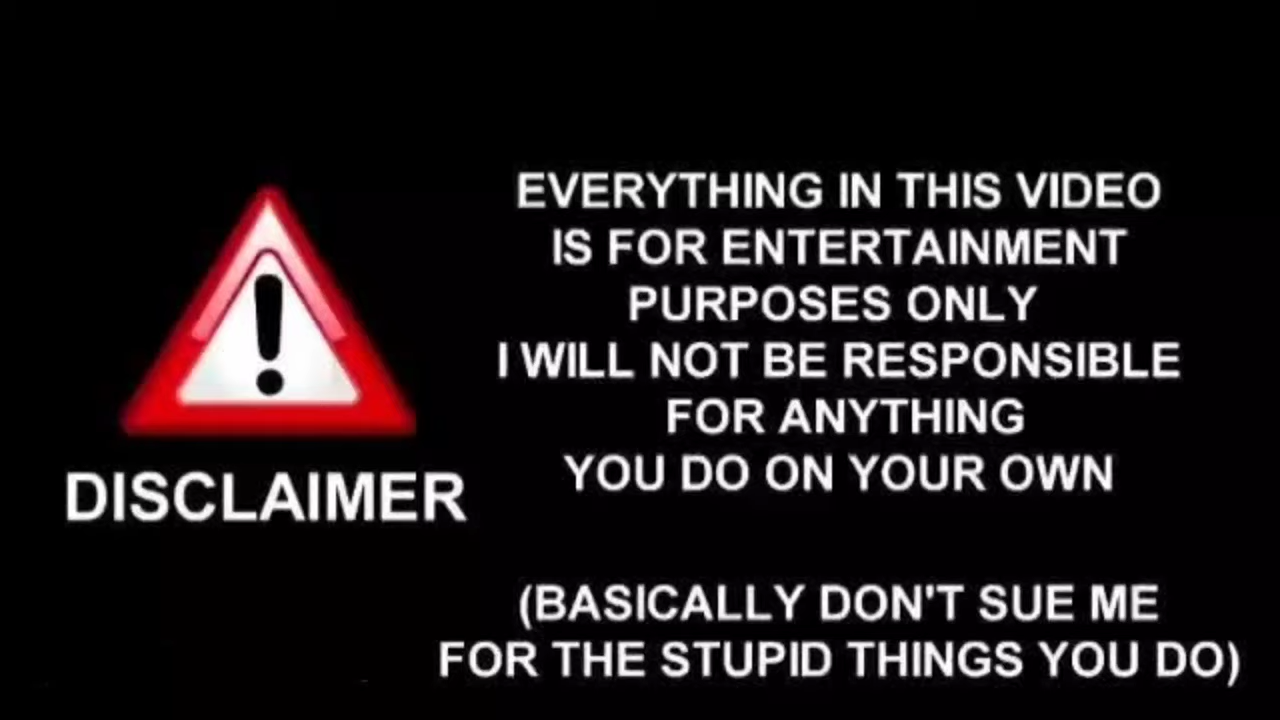 EVERYTHING IN THIS VIDEO
IS FOR ENTERTAINMENT
PURPOSES ONLY
I WILL NOT BE RESPONSIBLE
FOR ANYTHING
YOU DO ON YOUR OWN
DISCLAIMER
(BASICALLY DON'T SUE ME
FOR THE STUPID THINGS YOU DO)